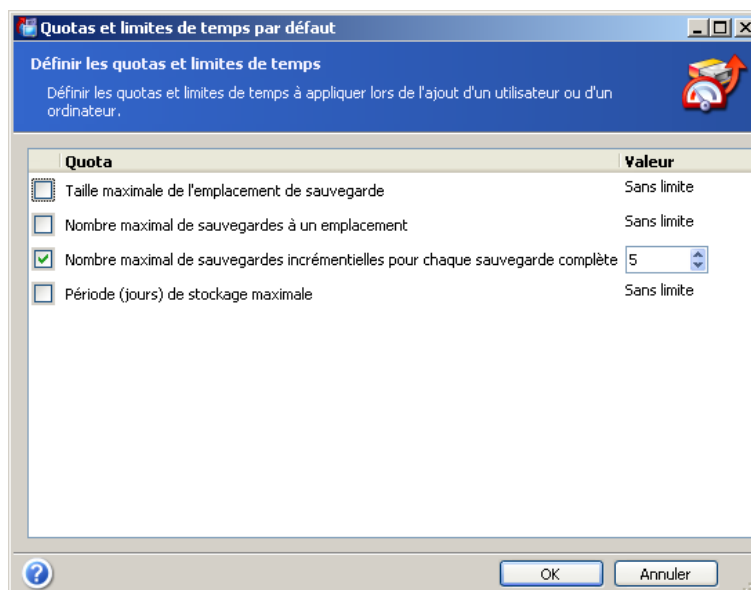 Quotas et limites de temps par défaut
Définir les quotas et limites de temps
Définir les quotas et limites de temps à appliquer lors de l'ajout d'un utilisateur ou d'un
ordinateur.
Quota Valeur
Taille maximale de l'emplacement de sauvegarde Sans limite
Nombre maximal de sauvegardes à un emplacement Sans limite
Nombre maximal de sauvegardes incrémentielles pour chaque sauvegarde complète 5
Période (jours) de stockage maximale Sans limite
? OK Annuler